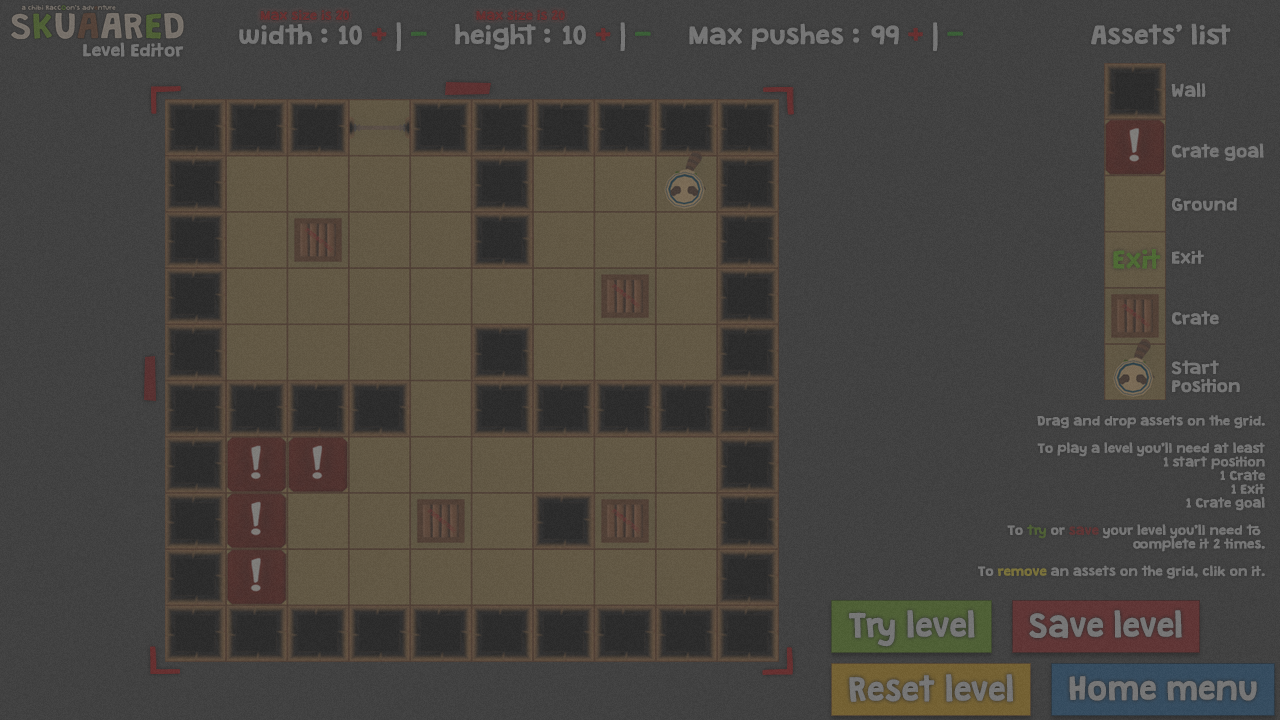 a chibi RacCoon's adventure
SKUAARED
Level Editor
width : 10 + | -
height : 10 + | -
Max pushes : 99 + | -
Assets' list
Wall
! Crate goal
Ground
Exit Exit
Crate
Start
Position
! !
!
!
Drag and drop assets on the grid.
To play a level you'll need at least
1 start position
1 Crate
1 Exit
1 Crate goal
To try or save your level you'll need to
complete it 2 times.
To remove an assets on the grid, clik on it.
Try level
Save level
Reset level
Home menu